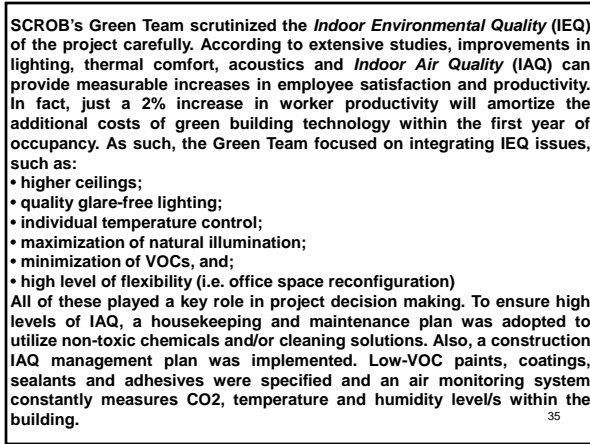 SCROB’s Green Team scrutinized the Indoor Environmental Quality (IEQ)
of the project carefully. According to extensive studies, improvements in
lighting, thermal comfort, acoustics and Indoor Air Quality (IAQ) can
provide measurable increases in employee satisfaction and productivity.
In fact, just a 2% increase in worker productivity will amortize the
additional costs of green building technology within the first year of
occupancy. As such, the Green Team focused on integrating IEQ issues,
such as:
• higher ceilings;
• quality glare-free lighting;
• individual temperature control;
• maximization of natural illumination;
• minimization of VOCs, and;
• high level of flexibility (i.e. office space reconfiguration)
All of these played a key role in project decision making. To ensure high
levels of IAQ, a housekeeping and maintenance plan was adopted to
utilize non-toxic chemicals and/or cleaning solutions. Also, a construction
IAQ management plan was implemented. Low-VOC paints, coatings,
sealants and adhesives were specified and an air monitoring system
constantly measures CO2, temperature and humidity level/s within the
building.
35